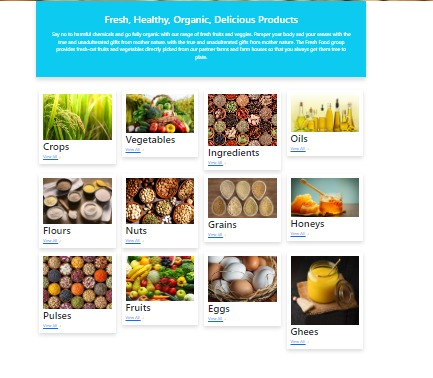 Fresh, Healthy, Organic, Delicious Products
Say no to harmful chemicals and go fully organic with our range of fresh fruits and veggies. Pamper your body and your senses with the
true and unadulterated gifts from mother nature. with the true and unadulterated gifts from mother nature. The Fresh Food group
provides fresh-cut fruits and vegetables directly picked from our partner farms and farm houses so that you always get them tree to
plate.
Crops
View All
Vegetables
View All
Ingredients
View All
Oils
View All
Flours
View All
Nuts
View All
Grains
View All
Honeys
View All
Pulses
View All
Fruits
View All
Eggs
View All
Ghees
View All